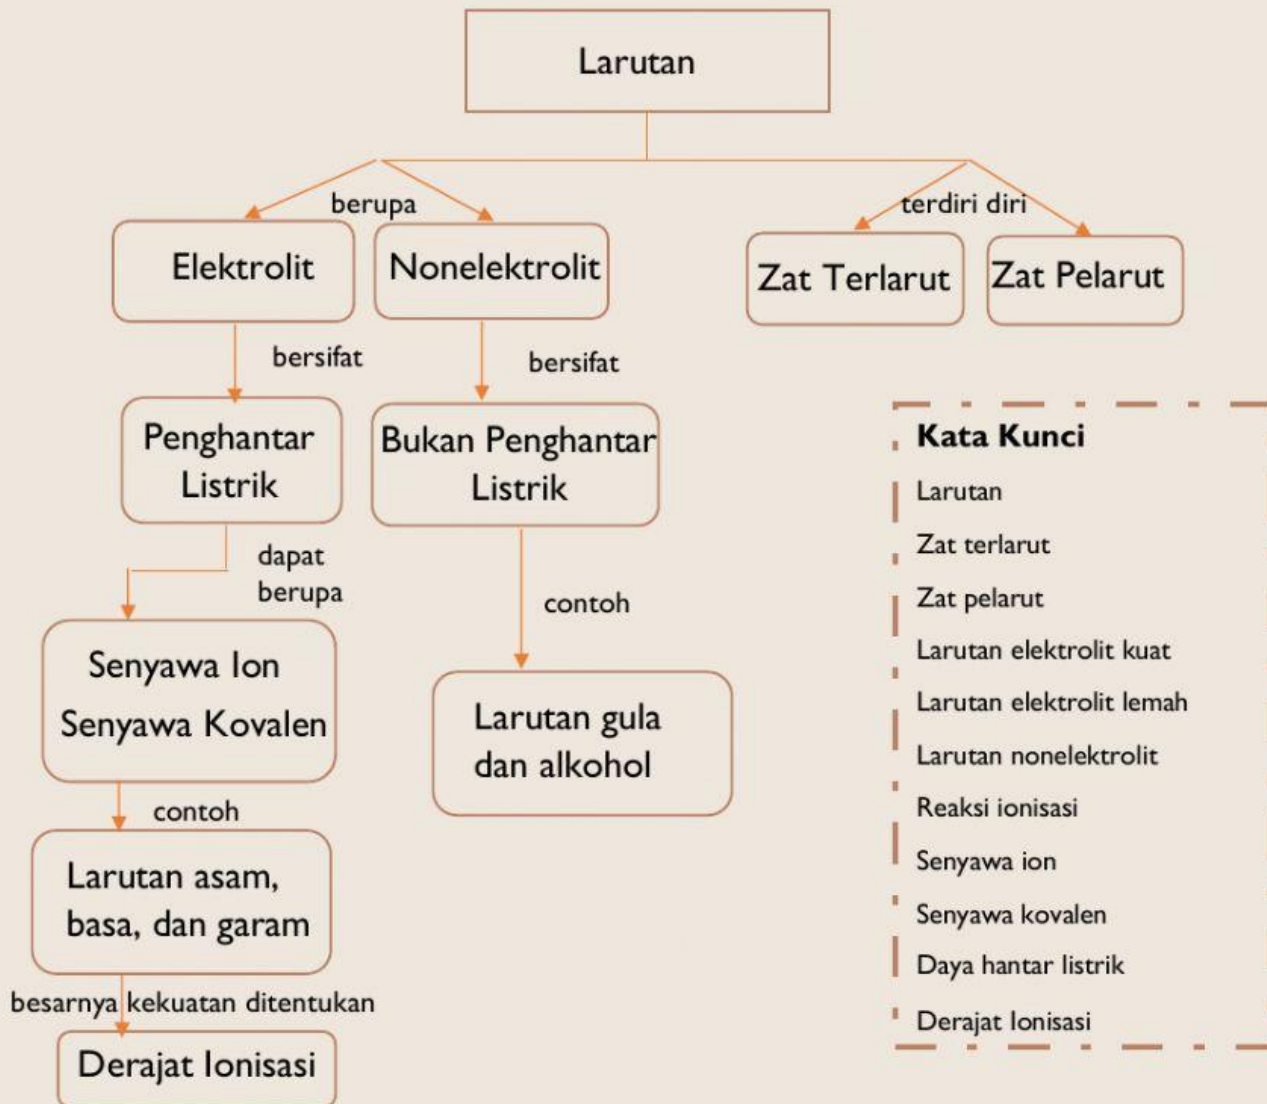 Larutan
berupa
terdiri diri
Elektrolit
Nonelektrolit
Zat Terlarut
Zat Pelarut
bersifat
bersifat
Penghantar
Listrik
Bukan Penghantar
Listrik
dapat
berupa
contoh
Senyawa Ion
Senyawa Kovalen
Larutan gula
dan alkohol
contoh
Larutan asam,
basa, dan garam
besarnya kekuatan ditentukan
Derajat Ionisasi
Kata Kunci
Larutan
Zat terlarut
Zat pelarut
Larutan elektrolit kuat
Larutan elektrolit lemah
Larutan nonelektrolit
Reaksi ionisasi
Senyawa ion
Senyawa kovalen
Daya hantar listrik
Derajat Ionisasi